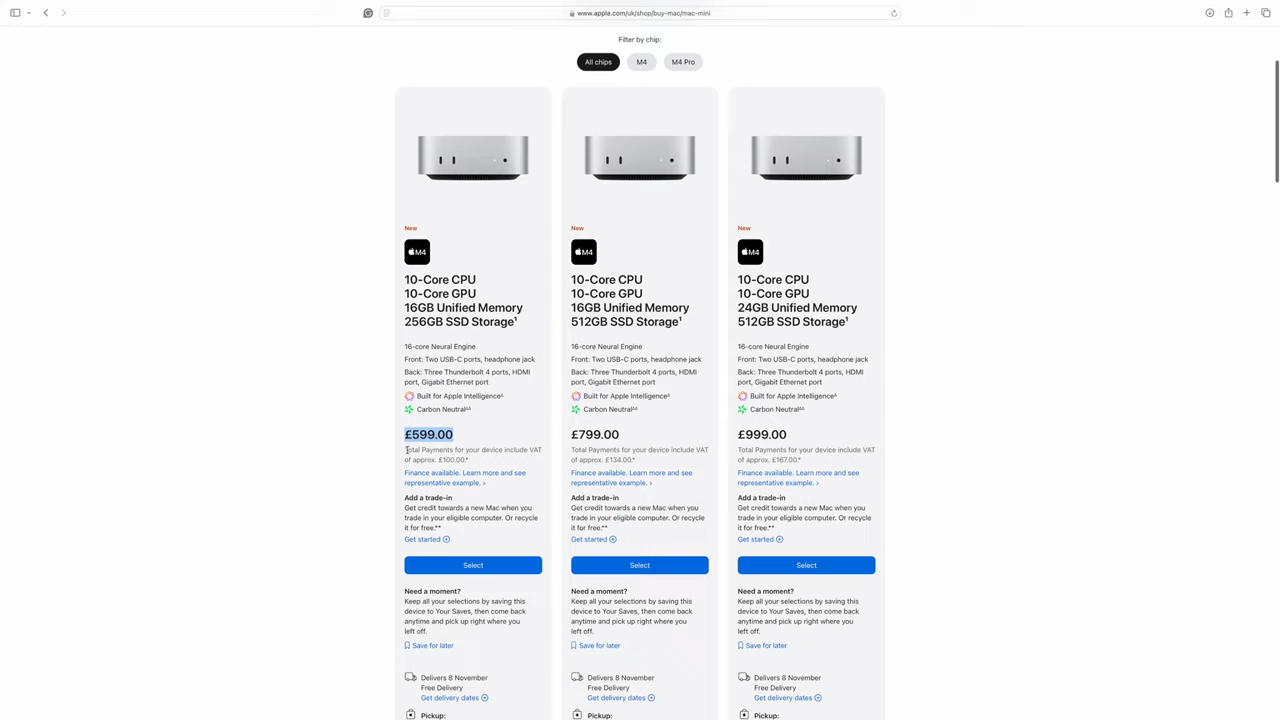 www.apple.com/uk/shop/buy-mac/mac-mini
Filter by chip:
All chips
M4
M4 Pro
New
M4
10-Core CPU
10-Core GPU
16GB Unified Memory
256GB SSD Storage¹
16-core Neural Engine
Front: Two USB-C ports, headphone jack
Back: Three Thunderbolt 4 ports, HDMI
port, Gigabit Ethernet port
Built for Apple Intelligence
Carbon Neutral
£599.00
Total Payments for your device include VAT
of approx. £100.00.*
Finance available. Learn more and see
representative example. >
Add a trade-in
Get credit towards a new Mac when you
trade in your eligible computer. Or recycle
it for free.**
Get started
Select
Need a moment?
Keep all your selections by saving this
device to Your Saves, then come back
anytime and pick up right where you
left off.
Save for later
Delivers 8 November
Free Delivery
Get delivery dates
Pickup:
New
M4
10-Core CPU
10-Core GPU
16GB Unified Memory
512GB SSD Storage¹
16-core Neural Engine
Front: Two USB-C ports, headphone jack
Back: Three Thunderbolt 4 ports, HDMI
port, Gigabit Ethernet port
Built for Apple Intelligence
Carbon Neutral
£799.00
Total Payments for your device include VAT
of approx. £134.00.*
Finance available. Learn more and see
representative example. >
Add a trade-in
Get credit towards a new Mac when you
trade in your eligible computer. Or recycle
it for free.**
Get started
Select
Need a moment?
Keep all your selections by saving this
device to Your Saves, then come back
anytime and pick up right where you
left off.
Save for later
Delivers 8 November
Free Delivery
Get delivery dates
Pickup:
New
M4
10-Core CPU
10-Core GPU
24GB Unified Memory
512GB SSD Storage¹
16-core Neural Engine
Front: Two USB-C ports, headphone jack
Back: Three Thunderbolt 4 ports, HDMI
port, Gigabit Ethernet port
Built for Apple Intelligence
Carbon Neutral
£999.00
Total Payments for your device include VAT
of approx. £167.00.*
Finance available. Learn more and see
representative example. >
Add a trade-in
Get credit towards a new Mac when you
trade in your eligible computer. Or recycle
it for free.**
Get started
Select
Need a moment?
Keep all your selections by saving this
device to Your Saves, then come back
anytime and pick up right where you
left off.
Save for later
Delivers 8 November
Free Delivery
Get delivery dates
Pickup: